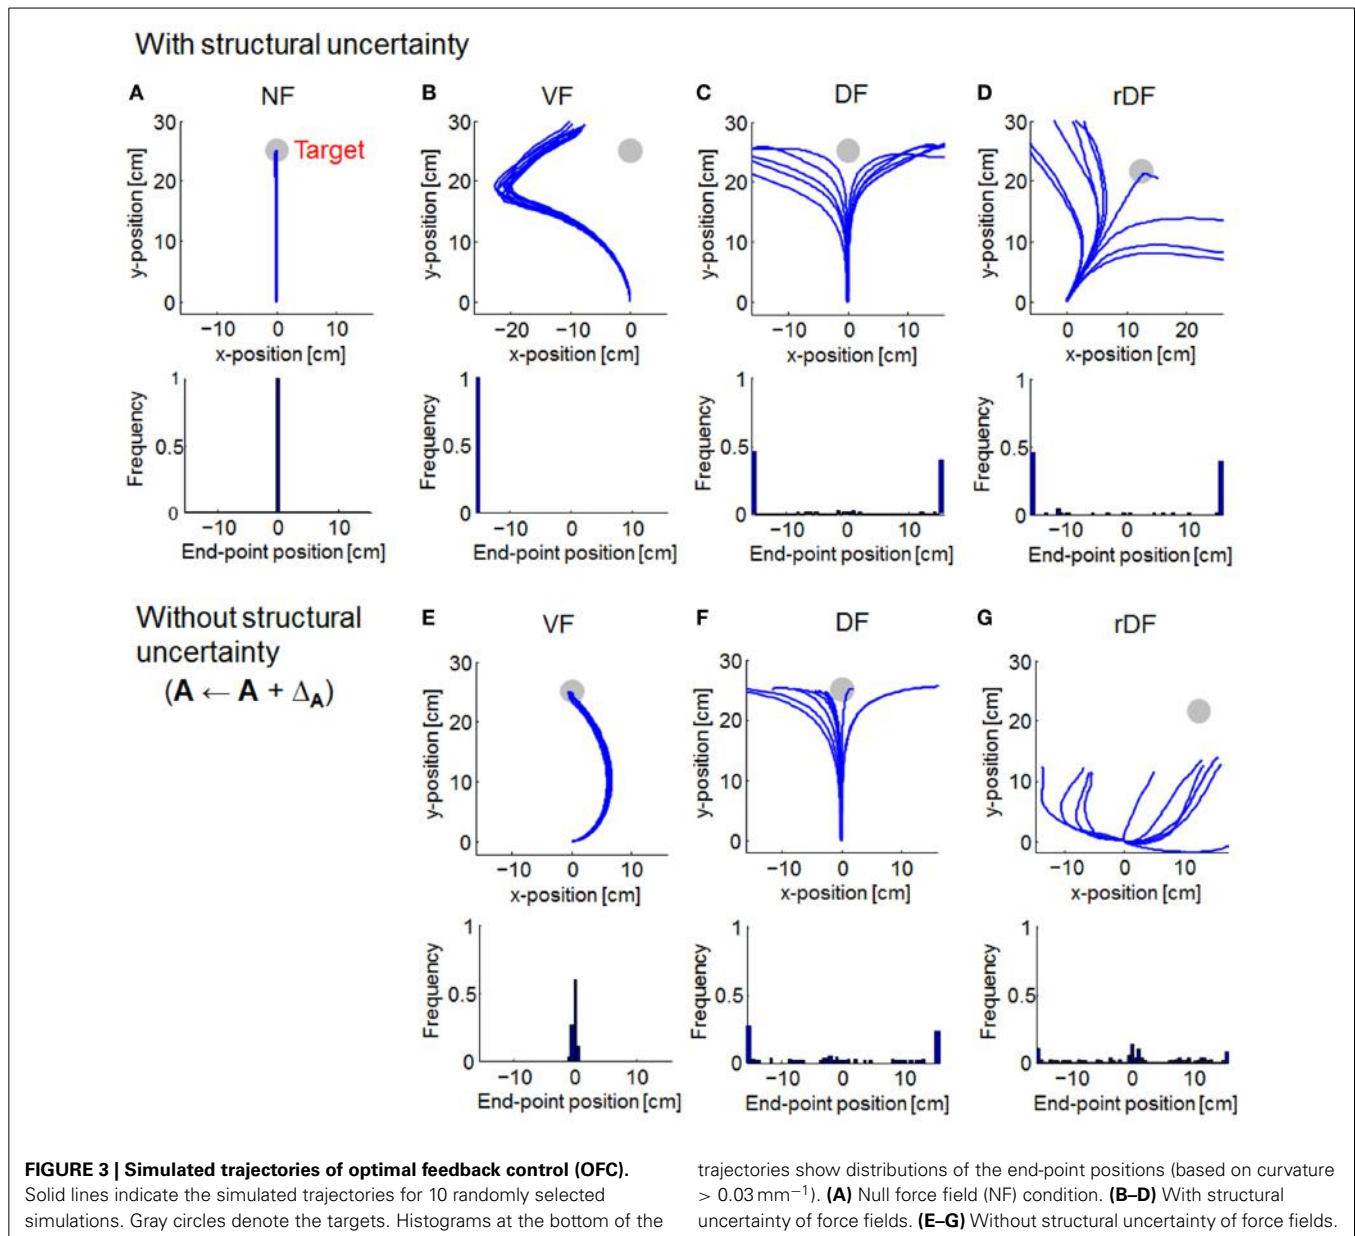 With structural uncertainty
A NF
B VF
C DF
D rDF
30
20
10
0
y-position [cm]
Target
−10 0 10
x-position [cm]
30
20
10
0
y-position [cm]
−20 −10 0
x-position [cm]
30
20
10
0
y-position [cm]
−10 0 10
x-position [cm]
30
20
10
0
y-position [cm]
0 10 20
x-position [cm]
1
0.5
0
Frequency
−10 0 10
End-point position [cm]
1
0.5
0
Frequency
−10 0 10
End-point position [cm]
1
0.5
0
Frequency
−10 0 10
End-point position [cm]
1
0.5
0
Frequency
−10 0 10
End-point position [cm]
Without structural
uncertainty
(A ← A + ΔA)
E VF
F DF
G rDF
30
20
10
0
y-position [cm]
−10 0 10
x-position [cm]
30
20
10
0
y-position [cm]
−10 0 10
x-position [cm]
30
20
10
0
y-position [cm]
−10 0 10
x-position [cm]
1
0.5
0
Frequency
−10 0 10
End-point position [cm]
1
0.5
0
Frequency
−10 0 10
End-point position [cm]
1
0.5
0
Frequency
−10 0 10
End-point position [cm]
FIGURE 3 | Simulated trajectories of optimal feedback control (OFC).
Solid lines indicate the simulated trajectories for 10 randomly selected
simulations. Gray circles denote the targets. Histograms at the bottom of the
trajectories show distributions of the end-point positions (based on curvature
> 0.03 mm−1). (A) Null force field (NF) condition. (B–D) With structural
uncertainty of force fields. (E–G) Without structural uncertainty of force fields.